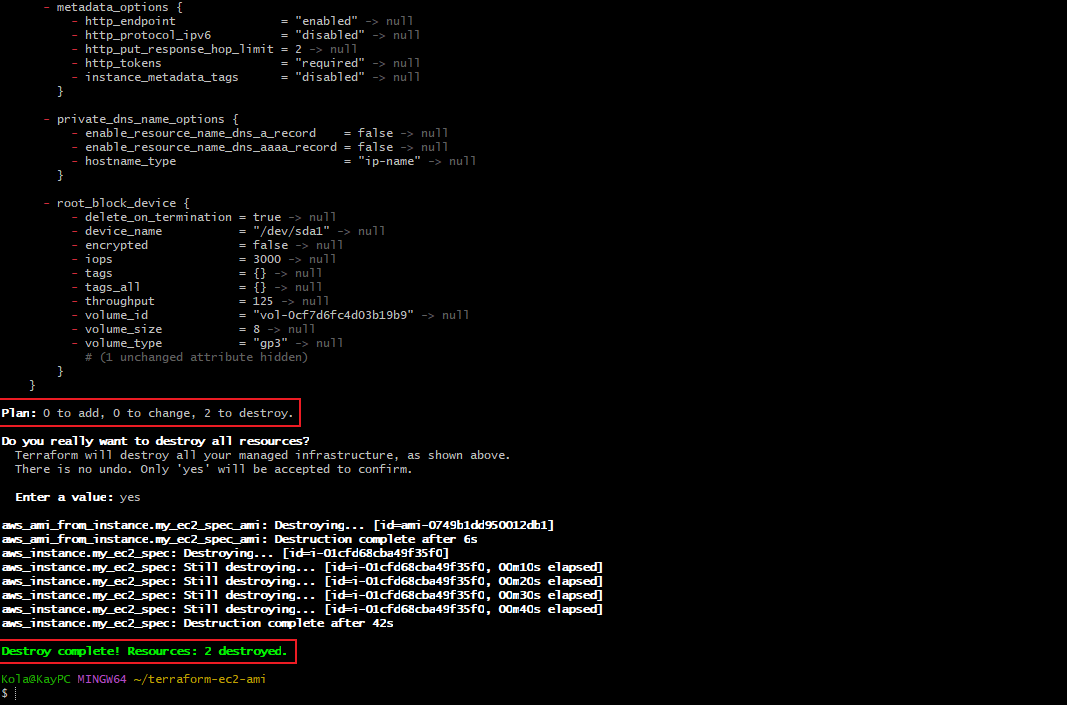 - metadata_options {
- http_endpoint = "enabled" -> null
- http_protocol_ipv6 = "disabled" -> null
- http_put_response_hop_limit = 2 -> null
- http_tokens = "required" -> null
- instance_metadata_tags = "disabled" -> null
}
- private_dns_name_options {
- enable_resource_name_dns_a_record = false -> null
- enable_resource_name_dns_aaaa_record = false -> null
- hostname_type = "ip-name" -> null
}
- root_block_device {
- delete_on_termination = true -> null
- device_name = "/dev/sda1" -> null
- encrypted = false -> null
- iops = 3000 -> null
- tags = {} -> null
- tags_all = {} -> null
- throughput = 125 -> null
- volume_id = "vol-0cf7d6fc4d03b19b9" -> null
- volume_size = 8 -> null
- volume_type = "gp3" -> null
# (1 unchanged attribute hidden)
}
}
Plan: 0 to add, 0 to change, 2 to destroy.
Do you really want to destroy all resources?
Terraform will destroy all your managed infrastructure, as shown above.
There is no undo. Only 'yes' will be accepted to confirm.
Enter a value: yes
aws_ami_from_instance.my_ec2_spec_ami: Destroying... [id=ami-0749b1dd950012db1]
aws_ami_from_instance.my_ec2_spec_ami: Destruction complete after 6s
aws_instance.my_ec2_spec: Destroying... [id=i-01cfd68cba49f35f0]
aws_instance.my_ec2_spec: Still destroying... [id=i-01cfd68cba49f35f0, 00m10s elapsed]
aws_instance.my_ec2_spec: Still destroying... [id=i-01cfd68cba49f35f0, 00m20s elapsed]
aws_instance.my_ec2_spec: Still destroying... [id=i-01cfd68cba49f35f0, 00m30s elapsed]
aws_instance.my_ec2_spec: Still destroying... [id=i-01cfd68cba49f35f0, 00m40s elapsed]
aws_instance.my_ec2_spec: Destruction complete after 42s
Destroy complete! Resources: 2 destroyed.
Kola@KayPC MINGW64 ~/terraform-ec2-ami
$